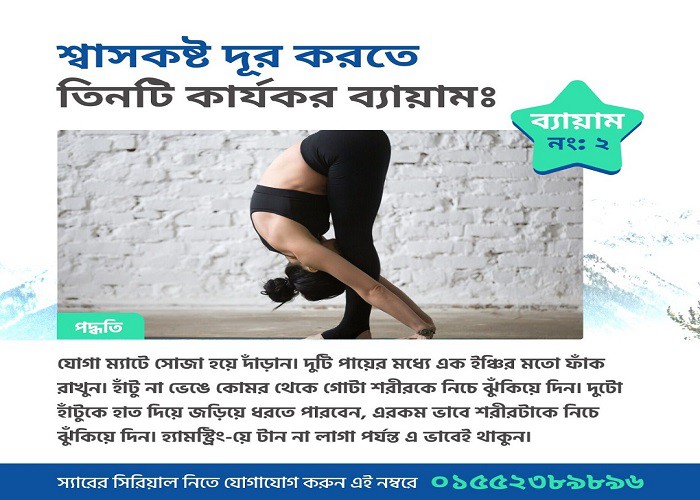 শ্বাসকষ্ট দূর করতে
তিনটি কার্যকর ব্যায়ামঃ
ব্যায়াম
নং: ২
পদ্ধতি
যোগা ম্যাটে সোজা হয়ে দাঁড়ান। দুটি পায়ের মধ্যে এক ইঞ্চির মতো ফাঁক
রাখুন। হাঁটু না ভেঙে কোমর থেকে গোটা শরীরকে নিচে ঝুঁকিয়ে দিন। দুটো
হাঁটুকে হাত দিয়ে জড়িয়ে ধরতে পারবেন, এরকম ভাবে শরীরটাকে নিচে
ঝুঁকিয়ে দিন। হ্যামস্ট্রিং-য়ে টান না লাগা পর্যন্ত এ ভাবেই থাকুন।
স্যারের সিরিয়াল নিতে যোগাযোগ করুন এই নম্বরে ০১৫৫২৩৮৯৮৯৬